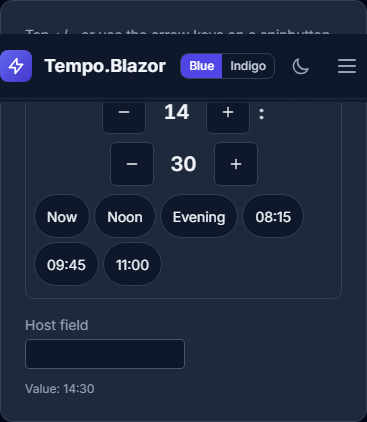 Tempo.Blazor Blue Indigo
− 14 + :
− 30 +
Now Noon Evening 08:15
09:45 11:00
Host field
Value: 14:30